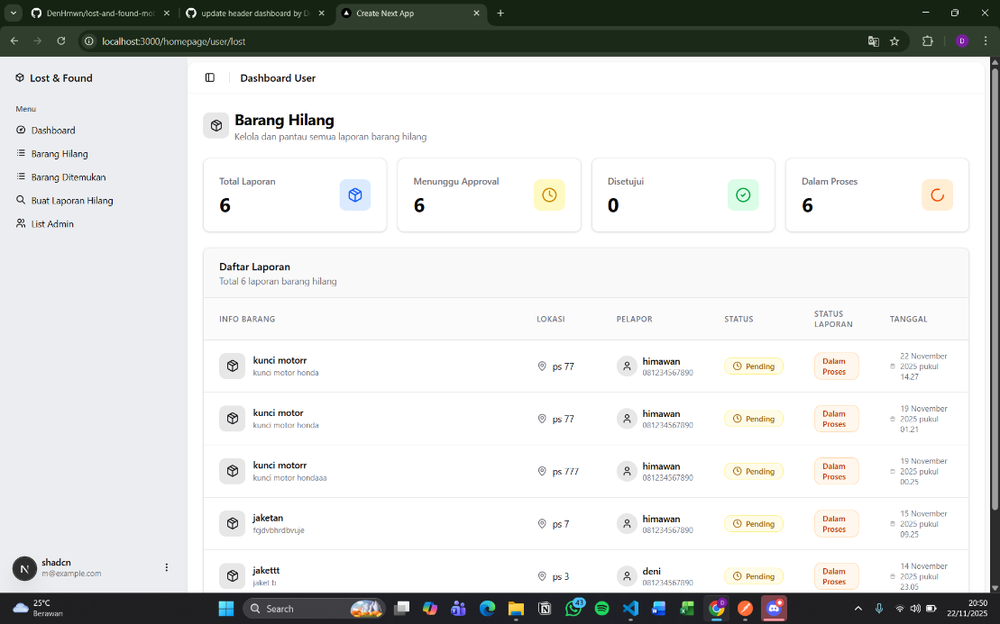 DenHmwn/lost-and-found-mob
update header dashboard by D
Create Next App
localhost:3000/homepage/user/lost
D
Lost & Found
Dashboard User
Menu
Dashboard
Barang Hilang
Barang Ditemukan
Buat Laporan Hilang
List Admin
Barang Hilang
Kelola dan pantau semua laporan barang hilang
Total Laporan
6
Menunggu Approval
6
Disetujui
0
Dalam Proses
6
Daftar Laporan
Total 6 laporan barang hilang
INFO BARANG LOKASI PELAPOR STATUS STATUS LAPORAN TANGGAL
kunci motorr
kunci motor honda
ps 77
himawan
081234567890
Pending
Dalam
Proses
22 November
2025 pukul
14.27
kunci motor
kunci motor honda
ps 77
himawan
081234567890
Pending
Dalam
Proses
19 November
2025 pukul
01.21
kunci motorr
kunci motor hondaaa
ps 777
himawan
081234567890
Pending
Dalam
Proses
19 November
2025 pukul
00.25
jaketan
fcjdvbhrdbvuje
ps 7
himawan
081234567890
Pending
Dalam
Proses
15 November
2025 pukul
09.25
jakettt
jaket b
ps 3
deni
081234567890
Pending
Dalam
Proses
14 November
2025 pukul
23.05
N
shadcn
m@example.com
25°C
Berawan
Search
43
20:50
22/11/2025